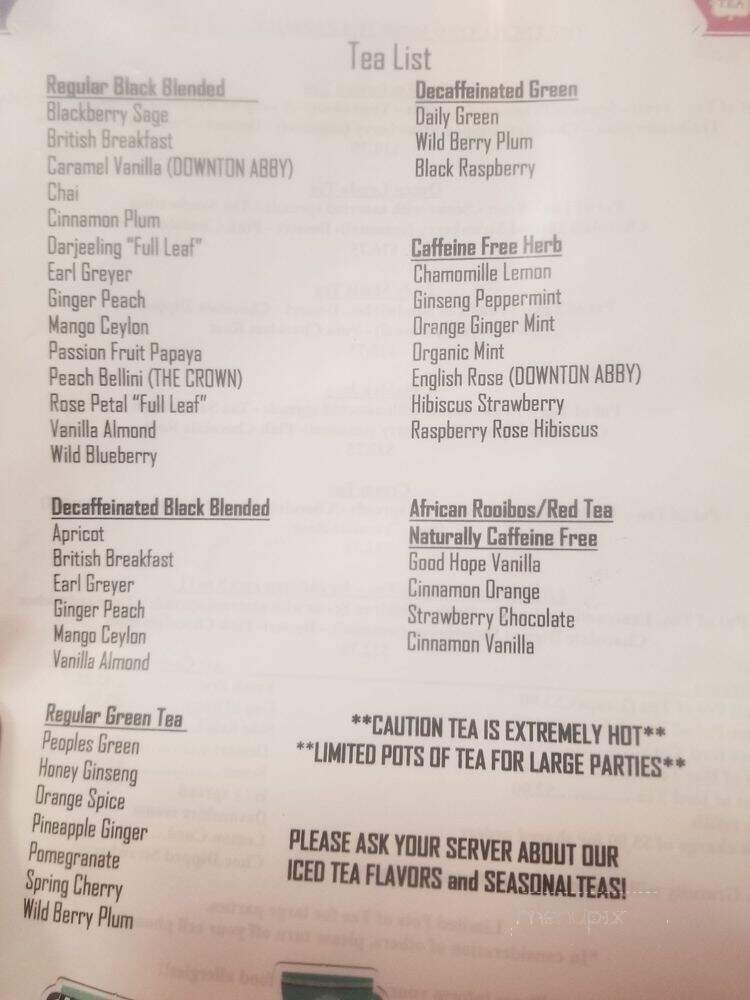 Tea List
Regular Black Blended
Blackberry Sage
British Breakfast
Caramel Vanilla (DOWNTON ABBY)
Chai
Cinnamon Plum
Darjeeling "Full Leaf"
Earl Greyer
Ginger Peach
Mango Ceylon
Passion Fruit Papaya
Peach Bellini (THE CROWN)
Rose Petal "Full Leaf"
Vanilla Almond
Wild Blueberry
Decaffeinated Black Blended
Apricot
British Breakfast
Earl Greyer
Ginger Peach
Mango Ceylon
Vanilla Almond
Regular Green Tea
Peoples Green
Honey Ginseng
Orange Spice
Pineapple Ginger
Pomegranate
Spring Cherry
Wild Berry Plum
Decaffeinated Green
Daily Green
Wild Berry Plum
Black Raspberry
Caffeine Free Herb
Chamomille Lemon
Ginseng Peppermint
Orange Ginger Mint
Organic Mint
English Rose (DOWNTON ABBY)
Hibiscus Strawberry
Raspberry Rose Hibiscus
African Rooibos/Red Tea
Naturally Caffeine Free
Good Hope Vanilla
Cinnamon Orange
Strawberry Chocolate
Cinnamon Vanilla
**CAUTION TEA IS EXTREMELY HOT**
**LIMITED POTS OF TEA FOR LARGE PARTIES**
PLEASE ASK YOUR SERVER ABOUT OUR
ICED TEA FLAVORS and SEASONALTEAS!
menupix
TEA